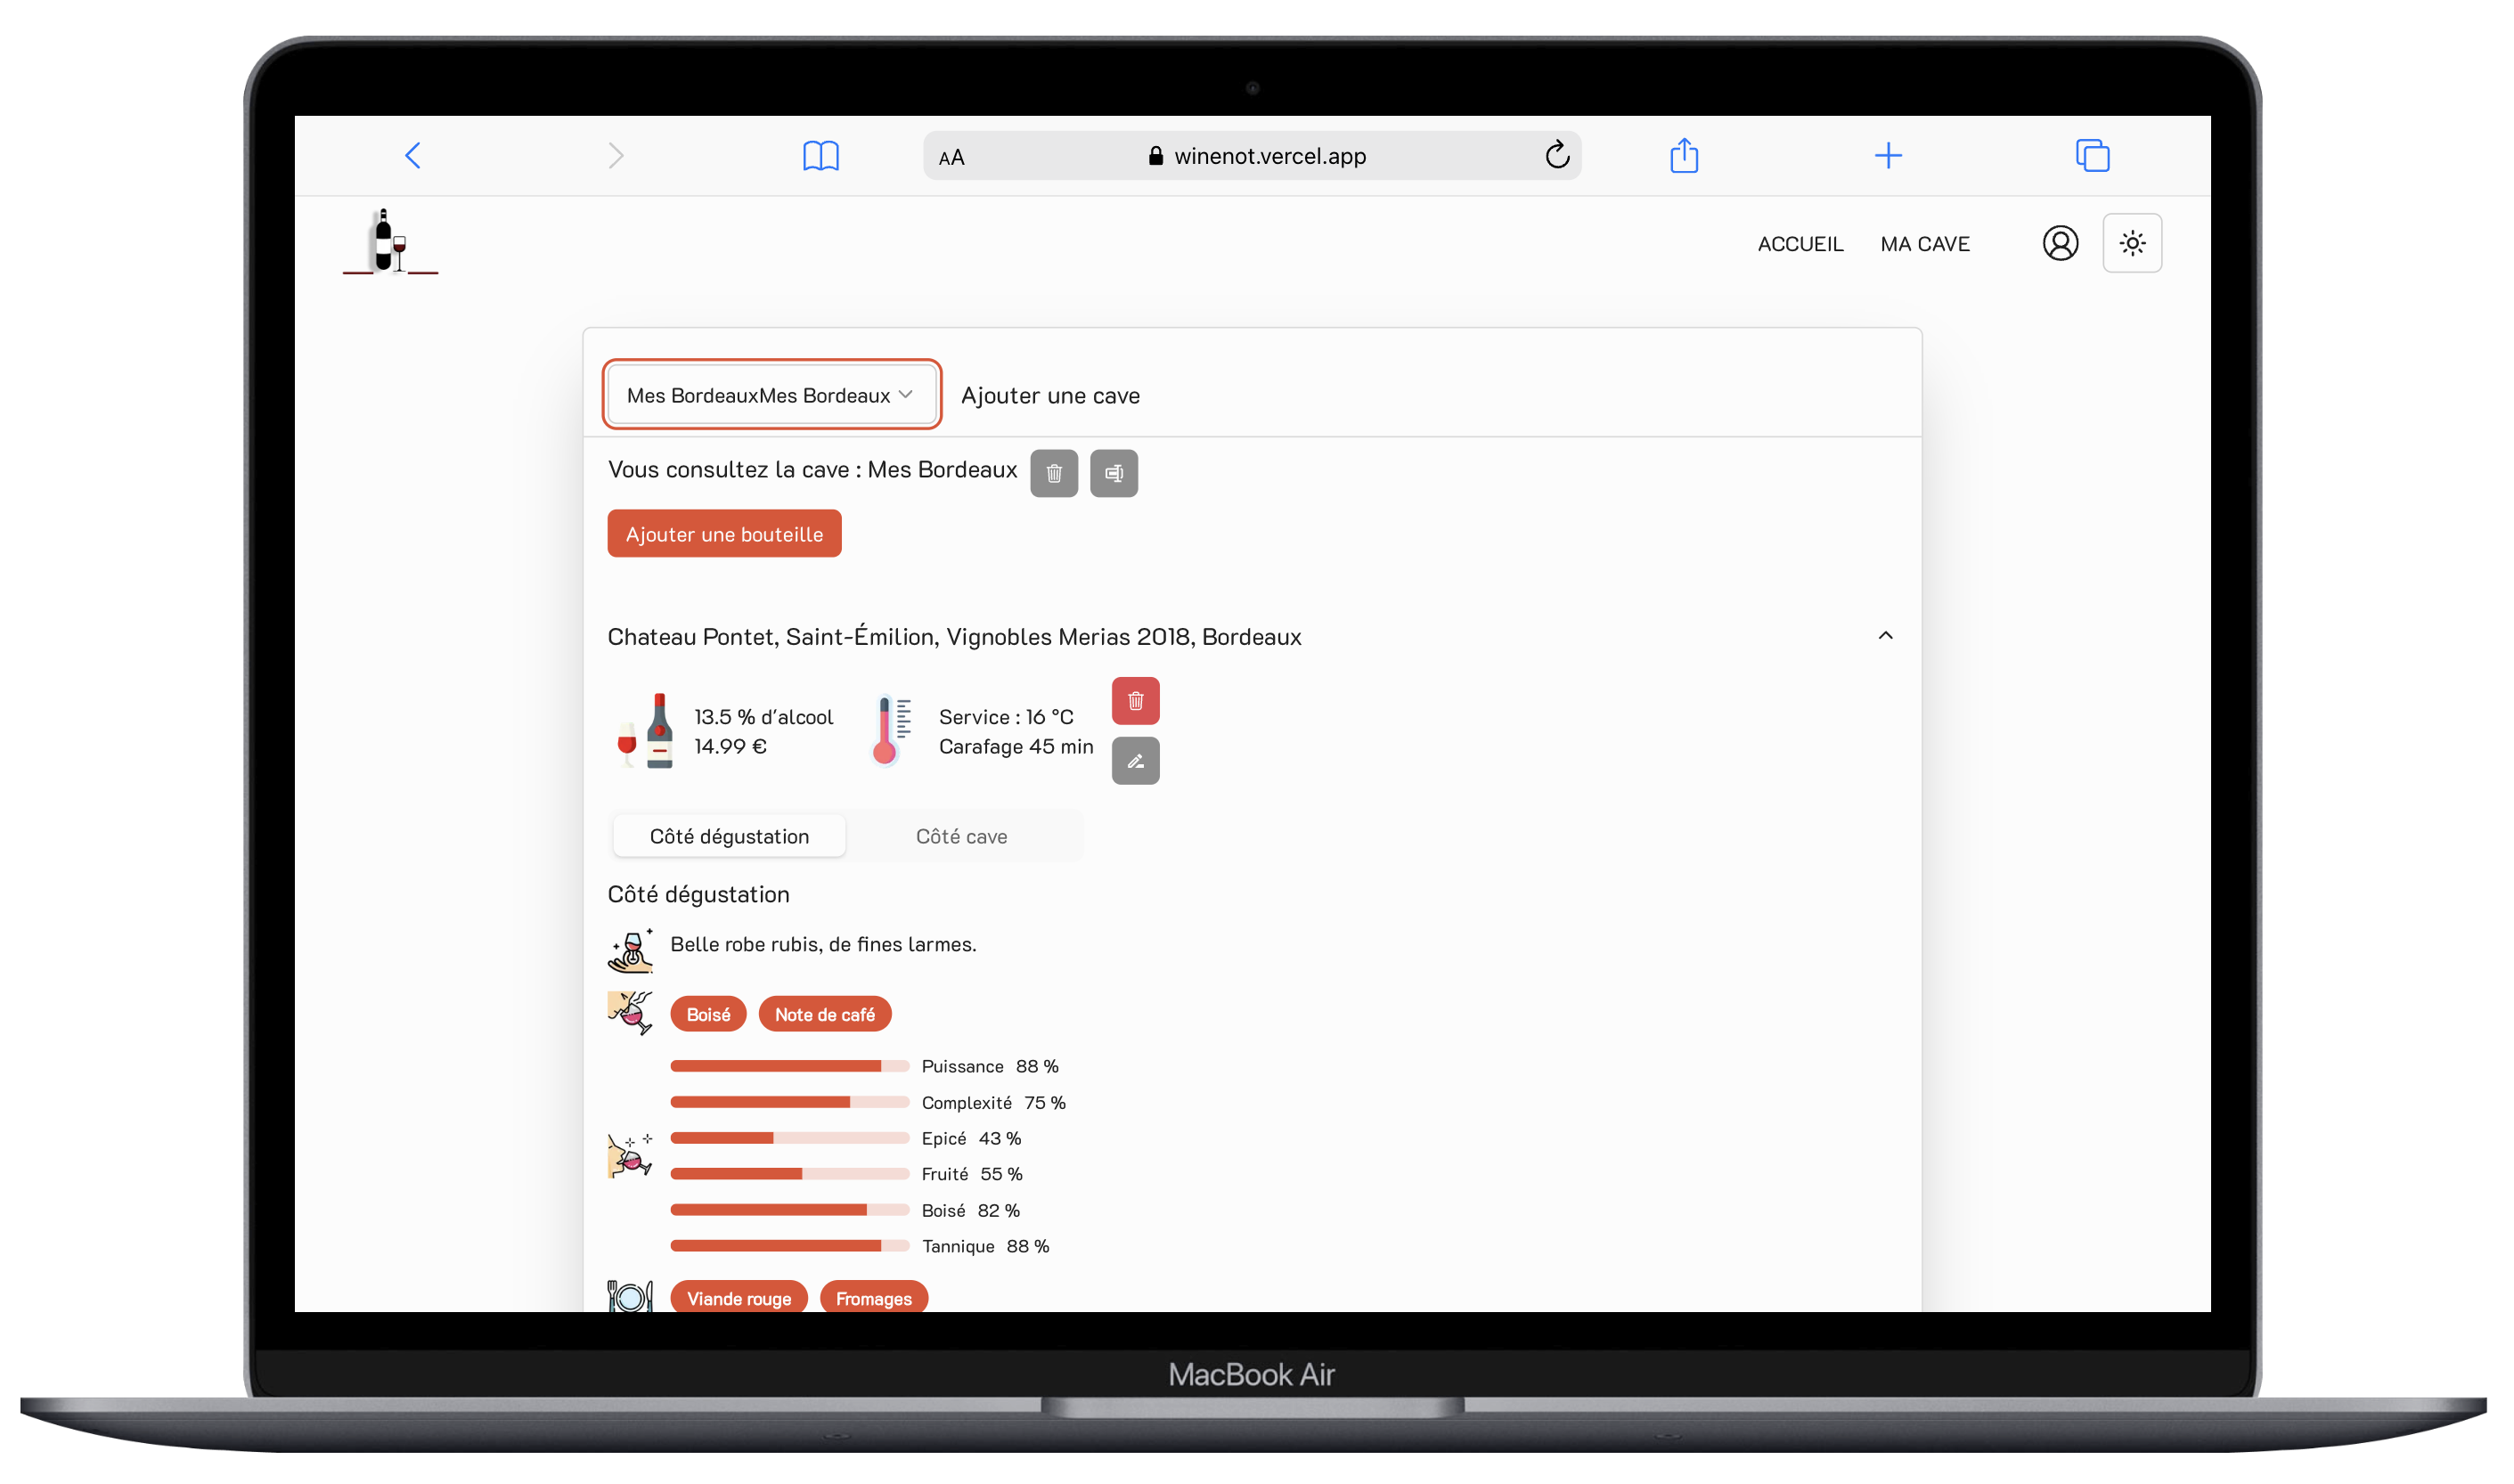 AA winenot.vercel.app
ACCUEIL MA CAVE
Mes BordeauxMes Bordeaux Ajouter une cave
Vous consultez la cave : Mes Bordeaux
Ajouter une bouteille
Chateau Pontet, Saint-Émilion, Vignobles Merias 2018, Bordeaux
13.5 % d'alcool
14.99 €
Service : 16 °C
Carafage 45 min
Côté dégustation Côté cave
Côté dégustation
Belle robe rubis, de fines larmes.
Boisé Note de café
Puissance 88 %
Complexité 75 %
Epicé 43 %
Fruité 55 %
Boisé 82 %
Tannique 88 %
Viande rouge Fromages
MacBook Air